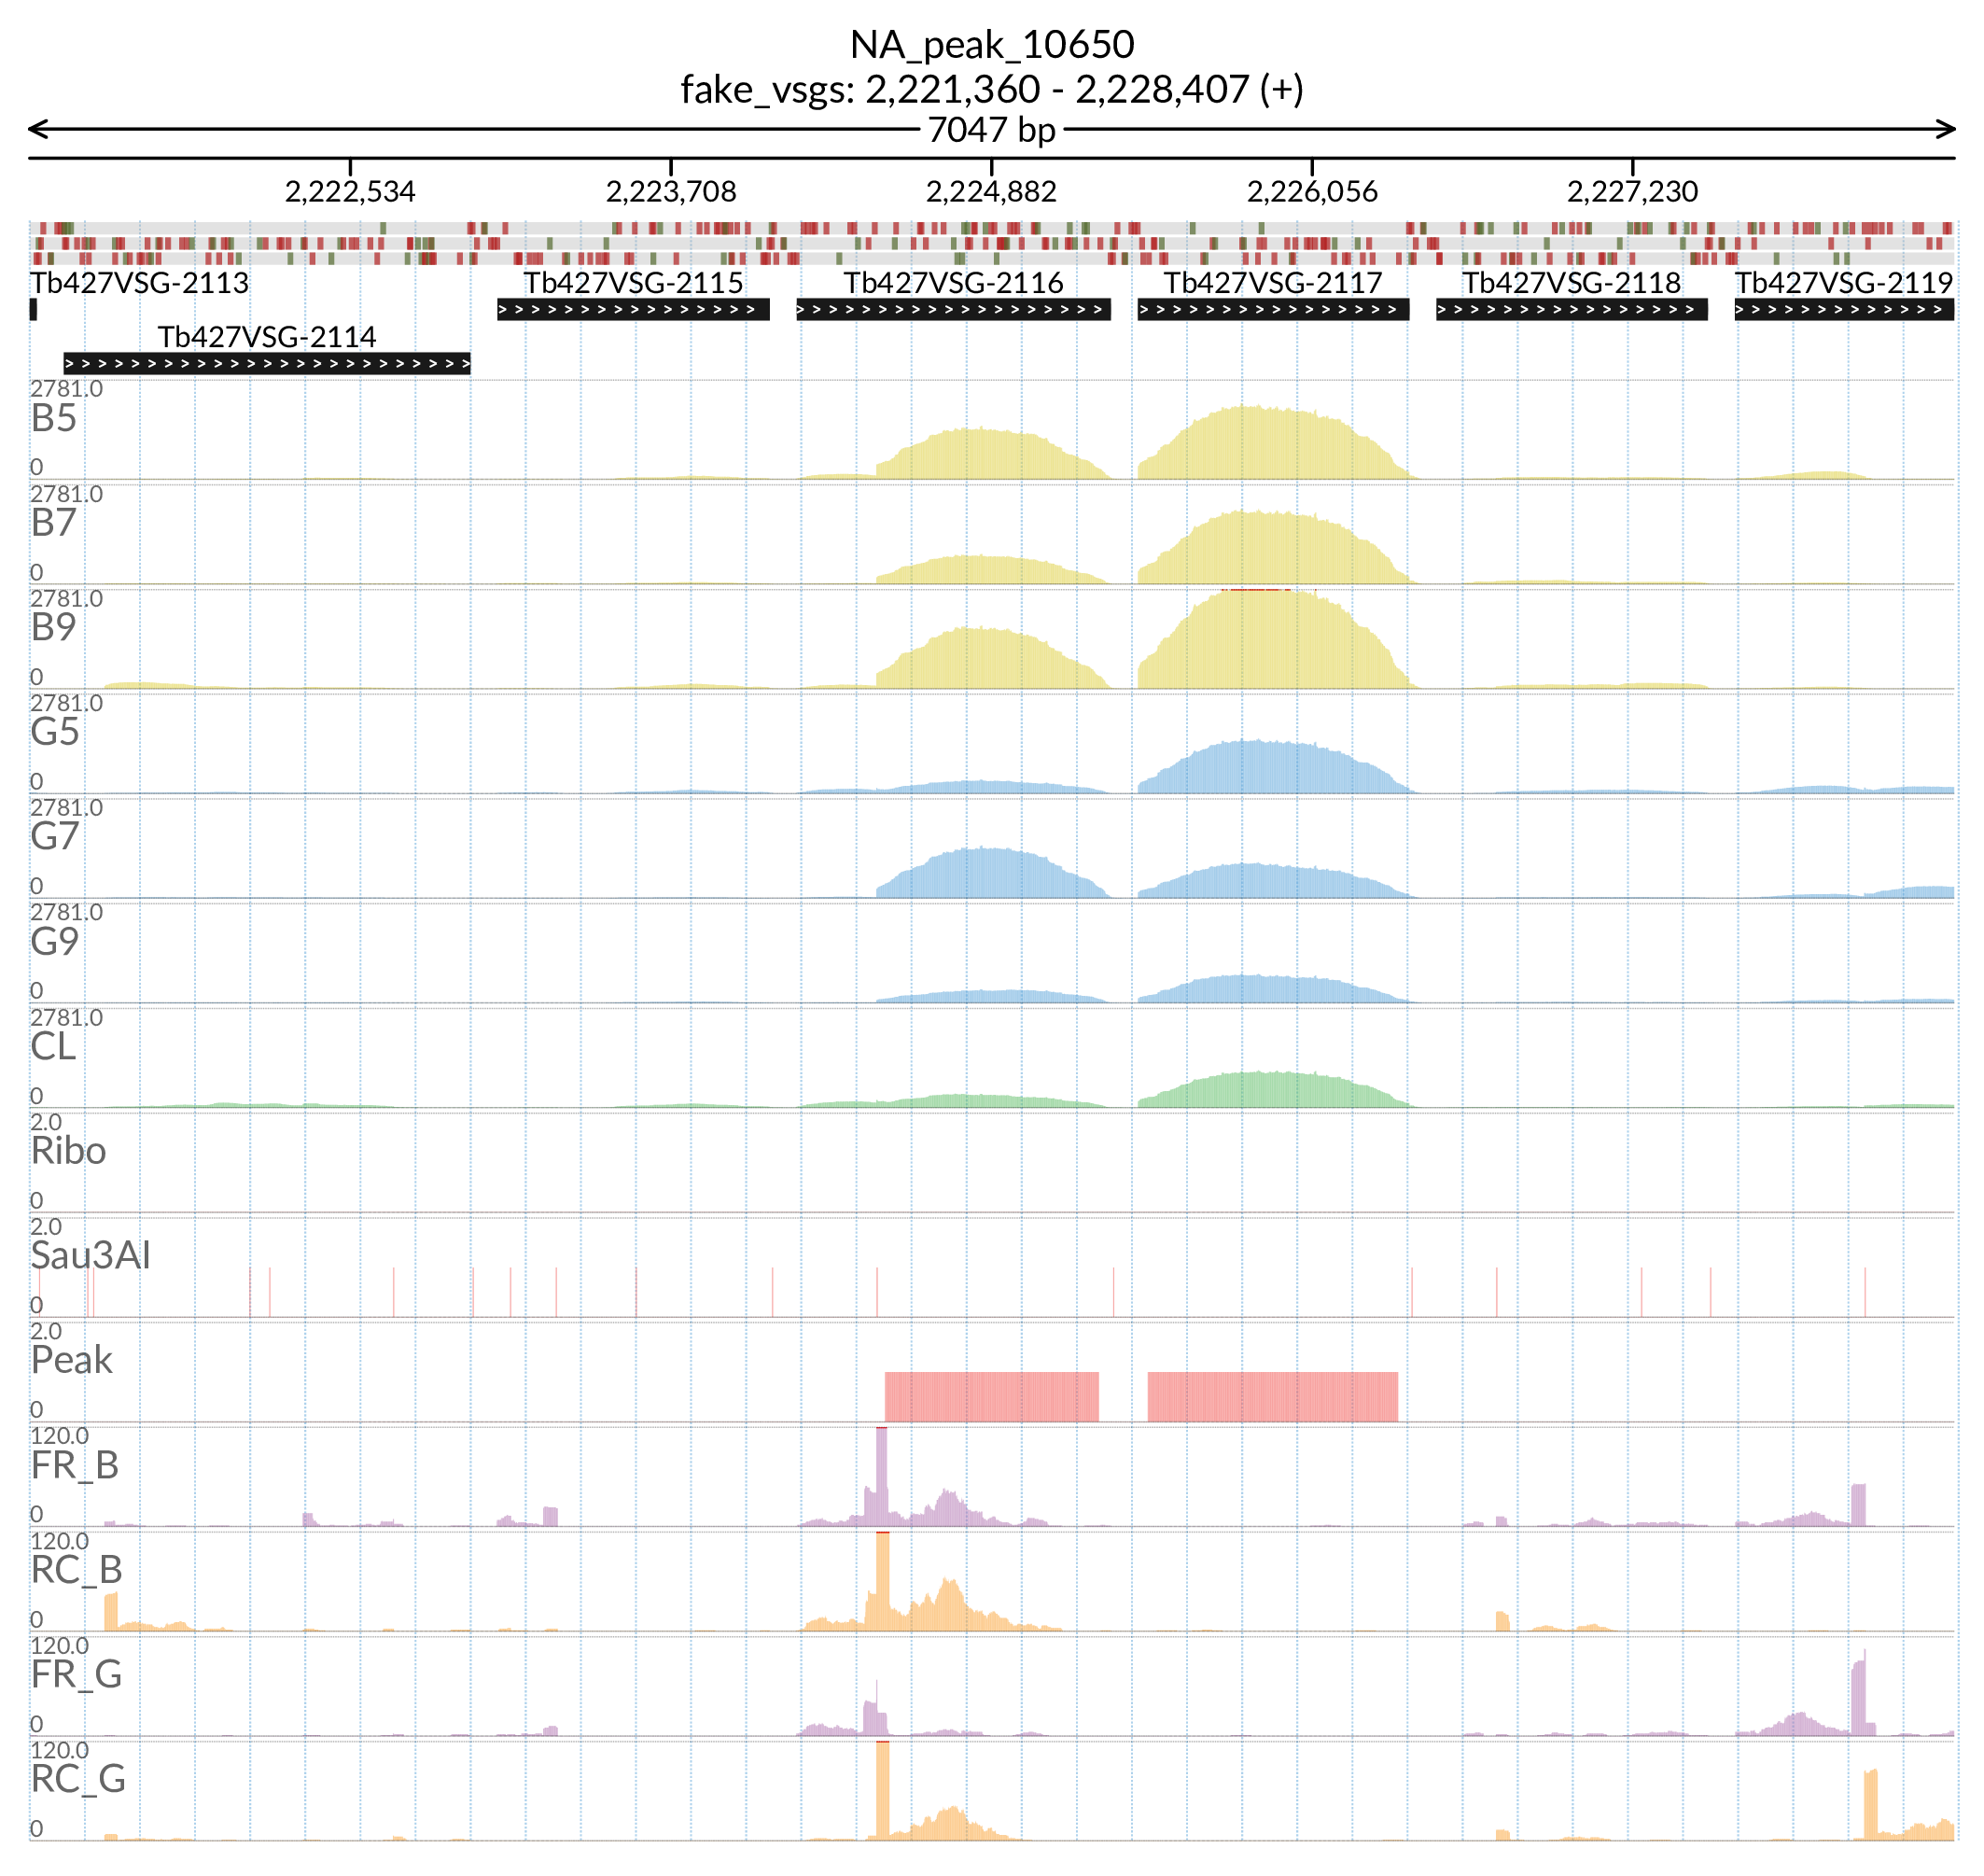 NA_peak_10650
fake_vsgs: 2,221,360 - 2,228,407 (+)
7047 bp
2,222,534 2,223,708 2,224,882 2,226,056 2,227,230
Tb427VSG-2113 Tb427VSG-2115 Tb427VSG-2116 Tb427VSG-2117 Tb427VSG-2118 Tb427VSG-2119
Tb427VSG-2114
2781.0
B5
0
2781.0
B7
0
2781.0
B9
0
2781.0
G5
0
2781.0
G7
0
2781.0
G9
0
2781.0
CL
0
2.0
Ribo
0
2.0
Sau3AI
0
2.0
Peak
0
120.0
FR_B
0
120.0
RC_B
0
120.0
FR_G
0
120.0
RC_G
0